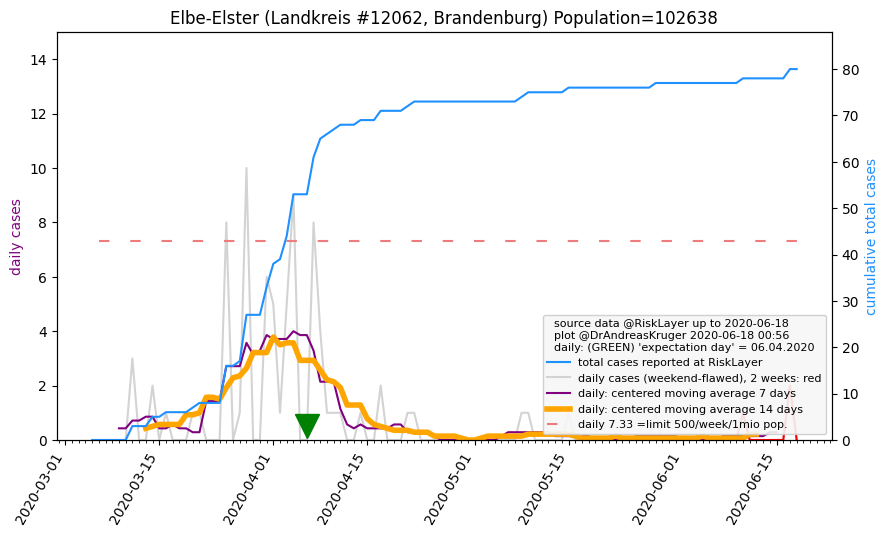 Elbe-Elster (Landkreis #12062, Brandenburg) Population=102638
daily cases
cumulative total cases
14
12
10
8
6
4
2
0
80
70
60
50
40
30
20
10
0
source data @RiskLayer up to 2020-06-18
plot @DrAndreasKruger 2020-06-18 00:56
daily: (GREEN) 'expectation day' = 06.04.2020
total cases reported at RiskLayer
daily cases (weekend-flawed), 2 weeks: red
daily: centered moving average 7 days
daily: centered moving average 14 days
daily 7.33 =limit 500/week/1mio pop.
2020-03-01
2020-03-15
2020-04-01
2020-04-15
2020-05-01
2020-05-15
2020-06-01
2020-06-15